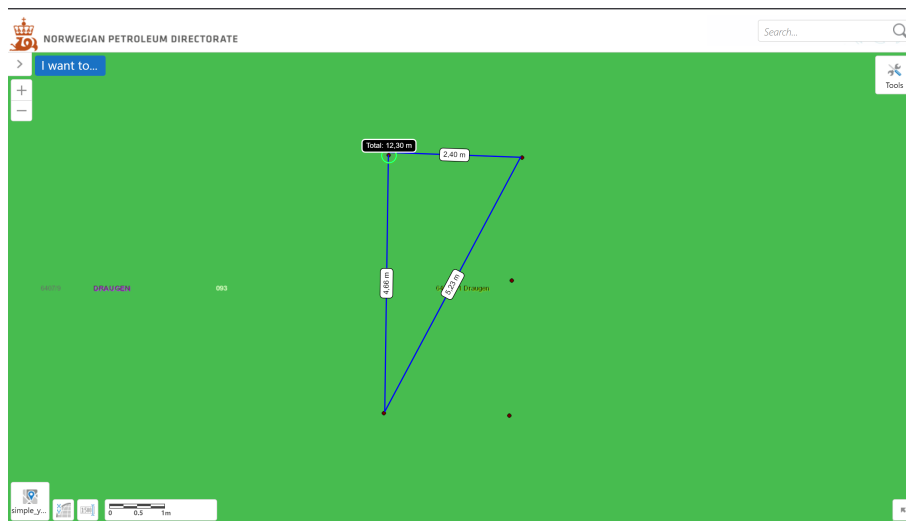 NORWEGIAN PETROLEUM DIRECTORATE
Search...
I want to...
Tools
Total: 12,30 m
2,40 m
4,66 m
5,23 m
DRAUGEN
093
Draugen
simple_y...
0 0.5 1m